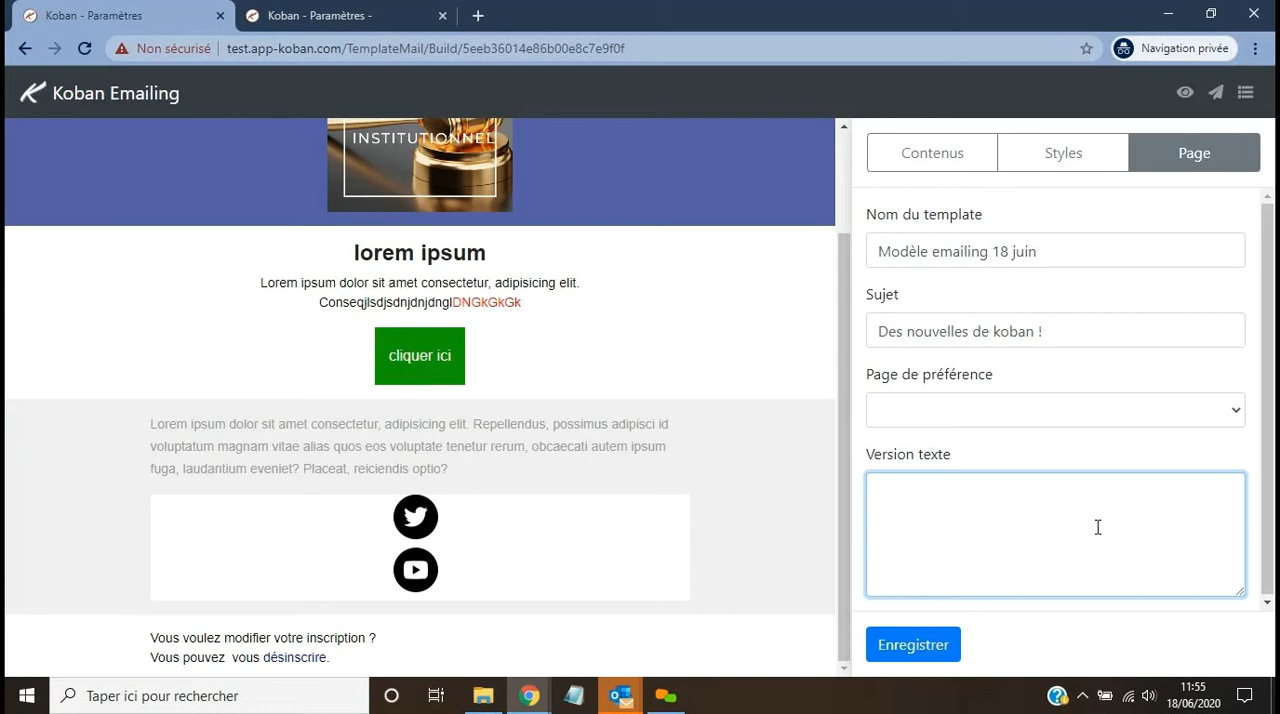 Koban - Paramètres
Koban - Paramètres -
Non sécurisé
test.app-koban.com/TemplateMail/Build/5eeb36014e86b00e8c7e9f0f
Navigation privée
Koban Emailing
INSTITUTIONNEL
lorem ipsum
Lorem ipsum dolor sit amet consectetur, adipisicing elit.
ConseqjlsdjsdnjdnjdnglDNGkGkGk
cliquer ici
Lorem ipsum dolor sit amet consectetur, adipisicing elit. Repellendus, possimus adipisci id
voluptatum magnam vitae alias quos eos voluptate tenetur rerum, obcaecati autem ipsum
fuga, laudantium eveniet? Placeat, reiciendis optio?
Vous voulez modifier votre inscription ?
Vous pouvez vous désinscrire.
Contenus
Styles
Page
Nom du template
Modèle emailing 18 juin
Sujet
Des nouvelles de koban !
Page de préférence
Version texte
Enregistrer
Taper ici pour rechercher
11:55
18/06/2020